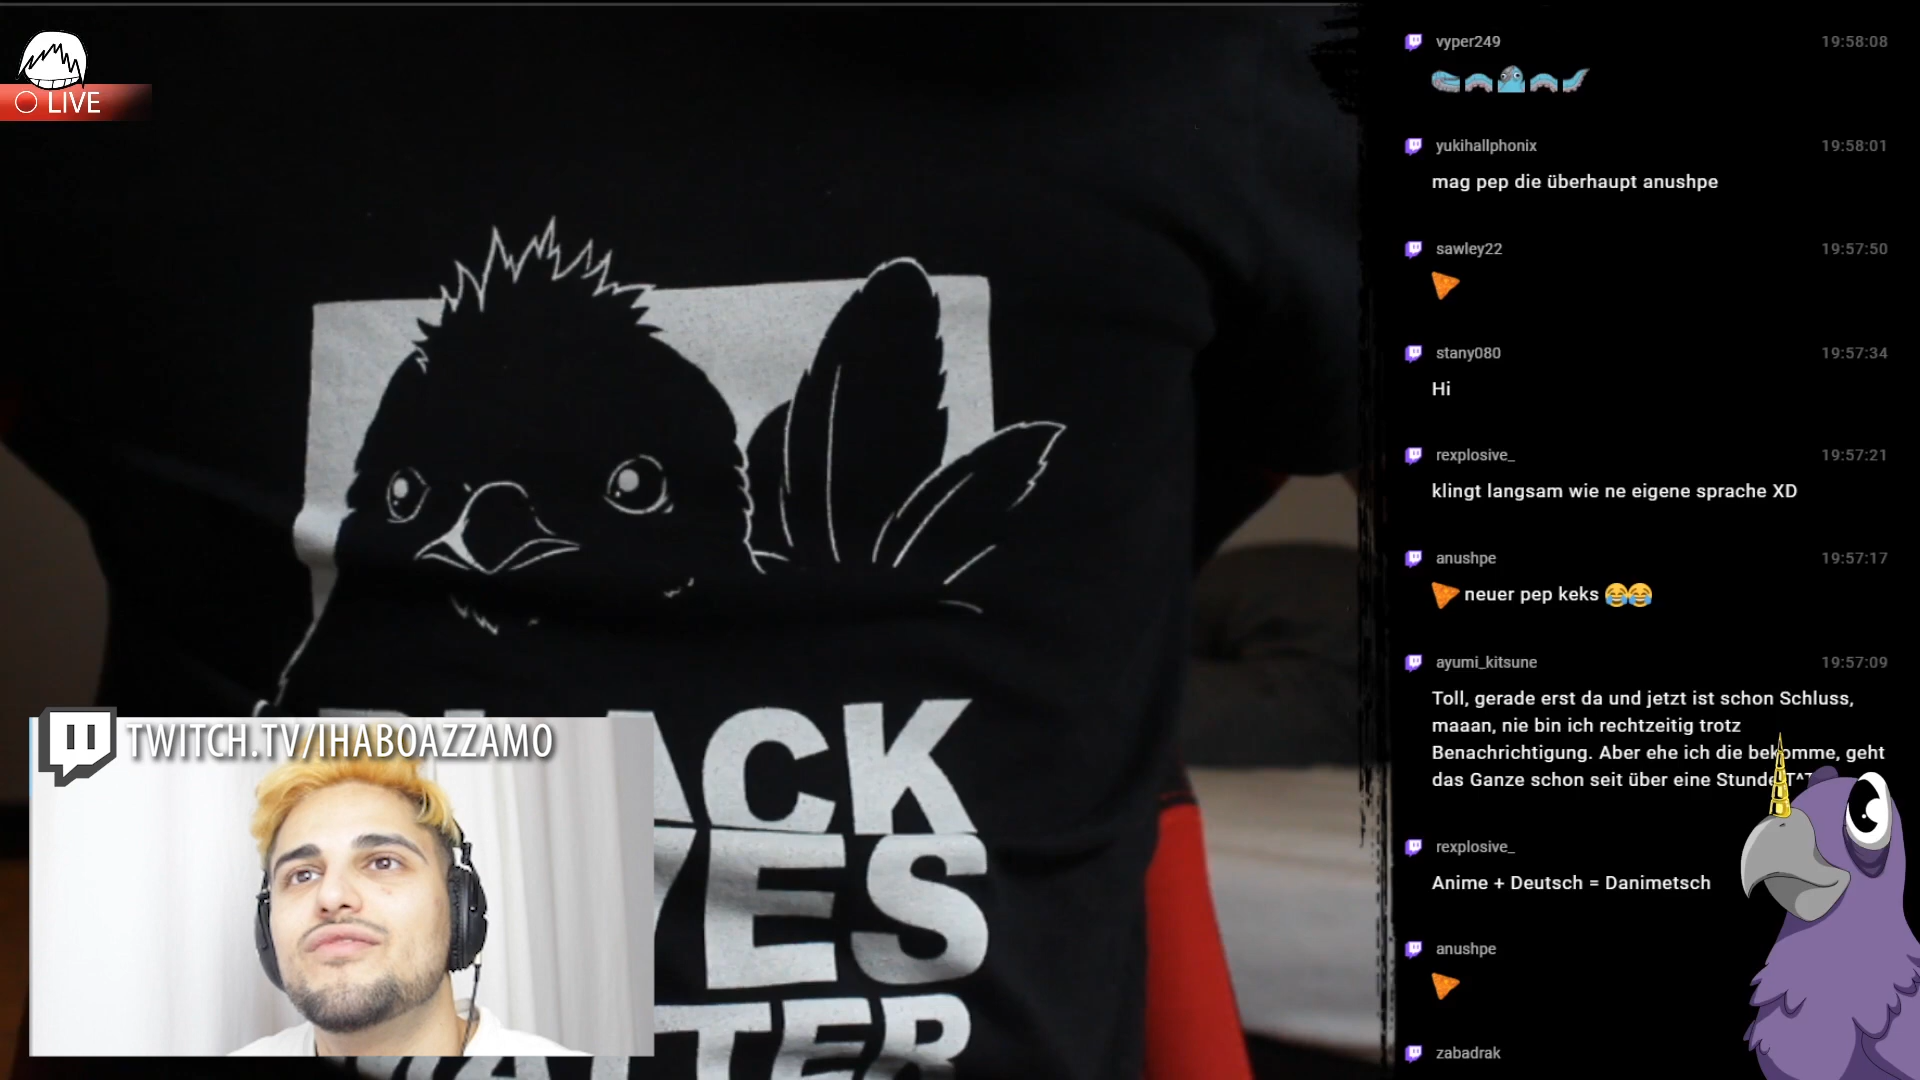 LIVE
ACK
ES
TTER
TWITCH.TV/IHABOAZZAMO
vyper249 19:58:08
yukihallphonix 19:58:01
mag pep die überhaupt anushpe
sawley22 19:57:50
stany080 19:57:34
Hi
rexplosive_ 19:57:21
klingt langsam wie ne eigene sprache XD
anushpe 19:57:17
neuer pep keks 😂😂
ayumi_kitsune 19:57:09
Toll, gerade erst da und jetzt ist schon Schluss,
maaan, nie bin ich rechtzeitig trotz
Benachrichtigung. Aber ehe ich die bekomme, geht
das Ganze schon seit über eine Stunde
rexplosive_
Anime + Deutsch = Danimetsch
anushpe
zabadrak